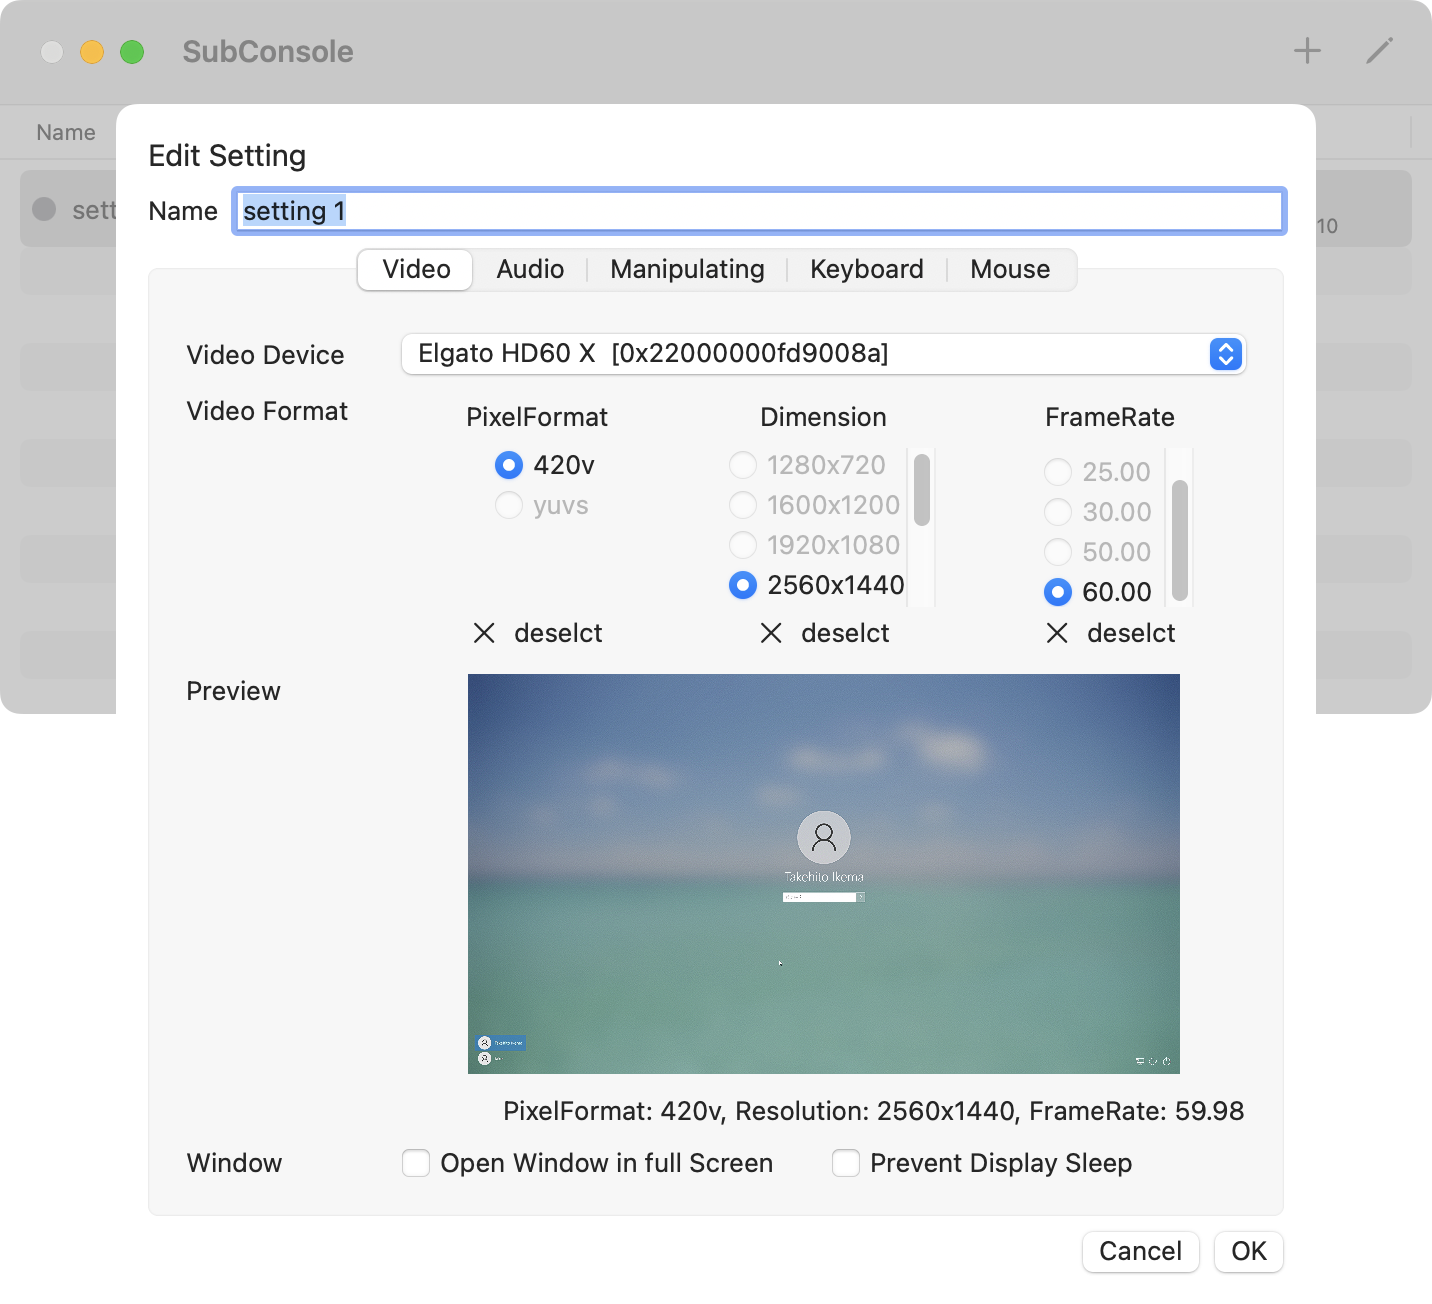 SubConsole
Name
Edit Setting
Name setting 1
sett
10
Video Audio Manipulating Keyboard Mouse
Video Device Elgato HD60 X [0x22000000fd9008a]
Video Format PixelFormat Dimension FrameRate
420v 1280x720 25.00
yuvs 1600x1200 30.00
1920x1080 50.00
2560x1440 60.00
deselct deselct deselct
Preview
Takehito Ikema
PixelFormat: 420v, Resolution: 2560x1440, FrameRate: 59.98
Window Open Window in full Screen Prevent Display Sleep
Cancel OK